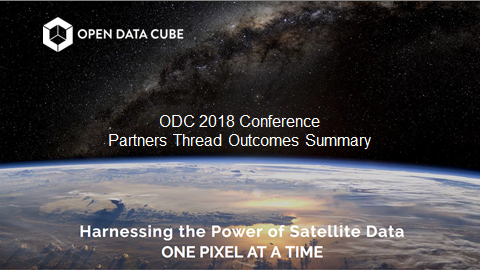 OPEN DATA CUBE
ODC 2018 Conference
Partners Thread Outcomes Summary
Harnessing the Power of Satellite Data
ONE PIXEL AT A TIME